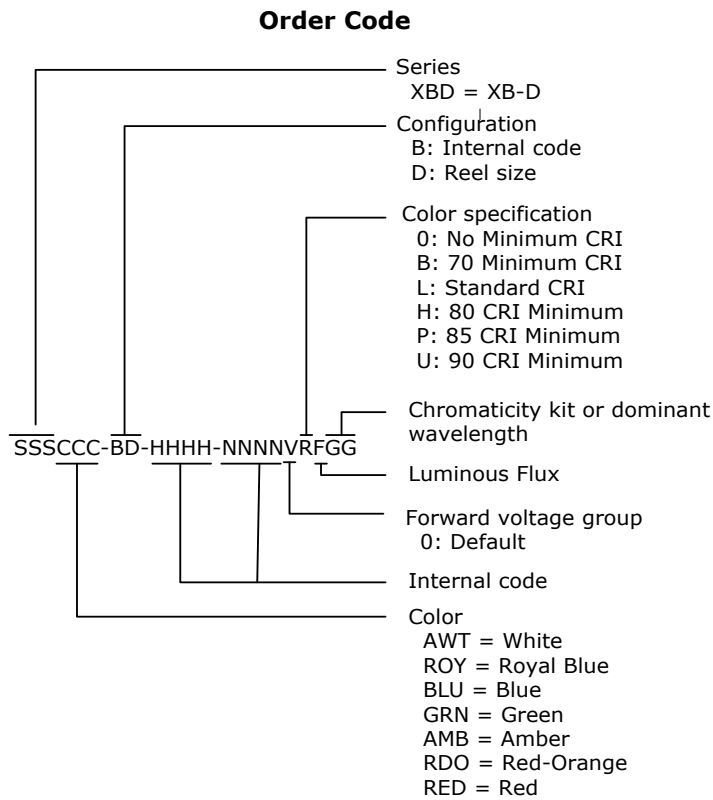 Order Code
Series
XBD = XB-D
Configuration
B: Internal code
D: Reel size
Color specification
0: No Minimum CRI
B: 70 Minimum CRI
L: Standard CRI
H: 80 CRI Minimum
P: 85 CRI Minimum
U: 90 CRI Minimum
Chromaticity kit or dominant
wavelength
SSSCCC-BD-HHHH-NNNNVRFGG
Luminous Flux
Forward voltage group
0: Default
Internal code
Color
AWT = White
ROY = Royal Blue
BLU = Blue
GRN = Green
AMB = Amber
RDO = Red-Orange
RED = Red